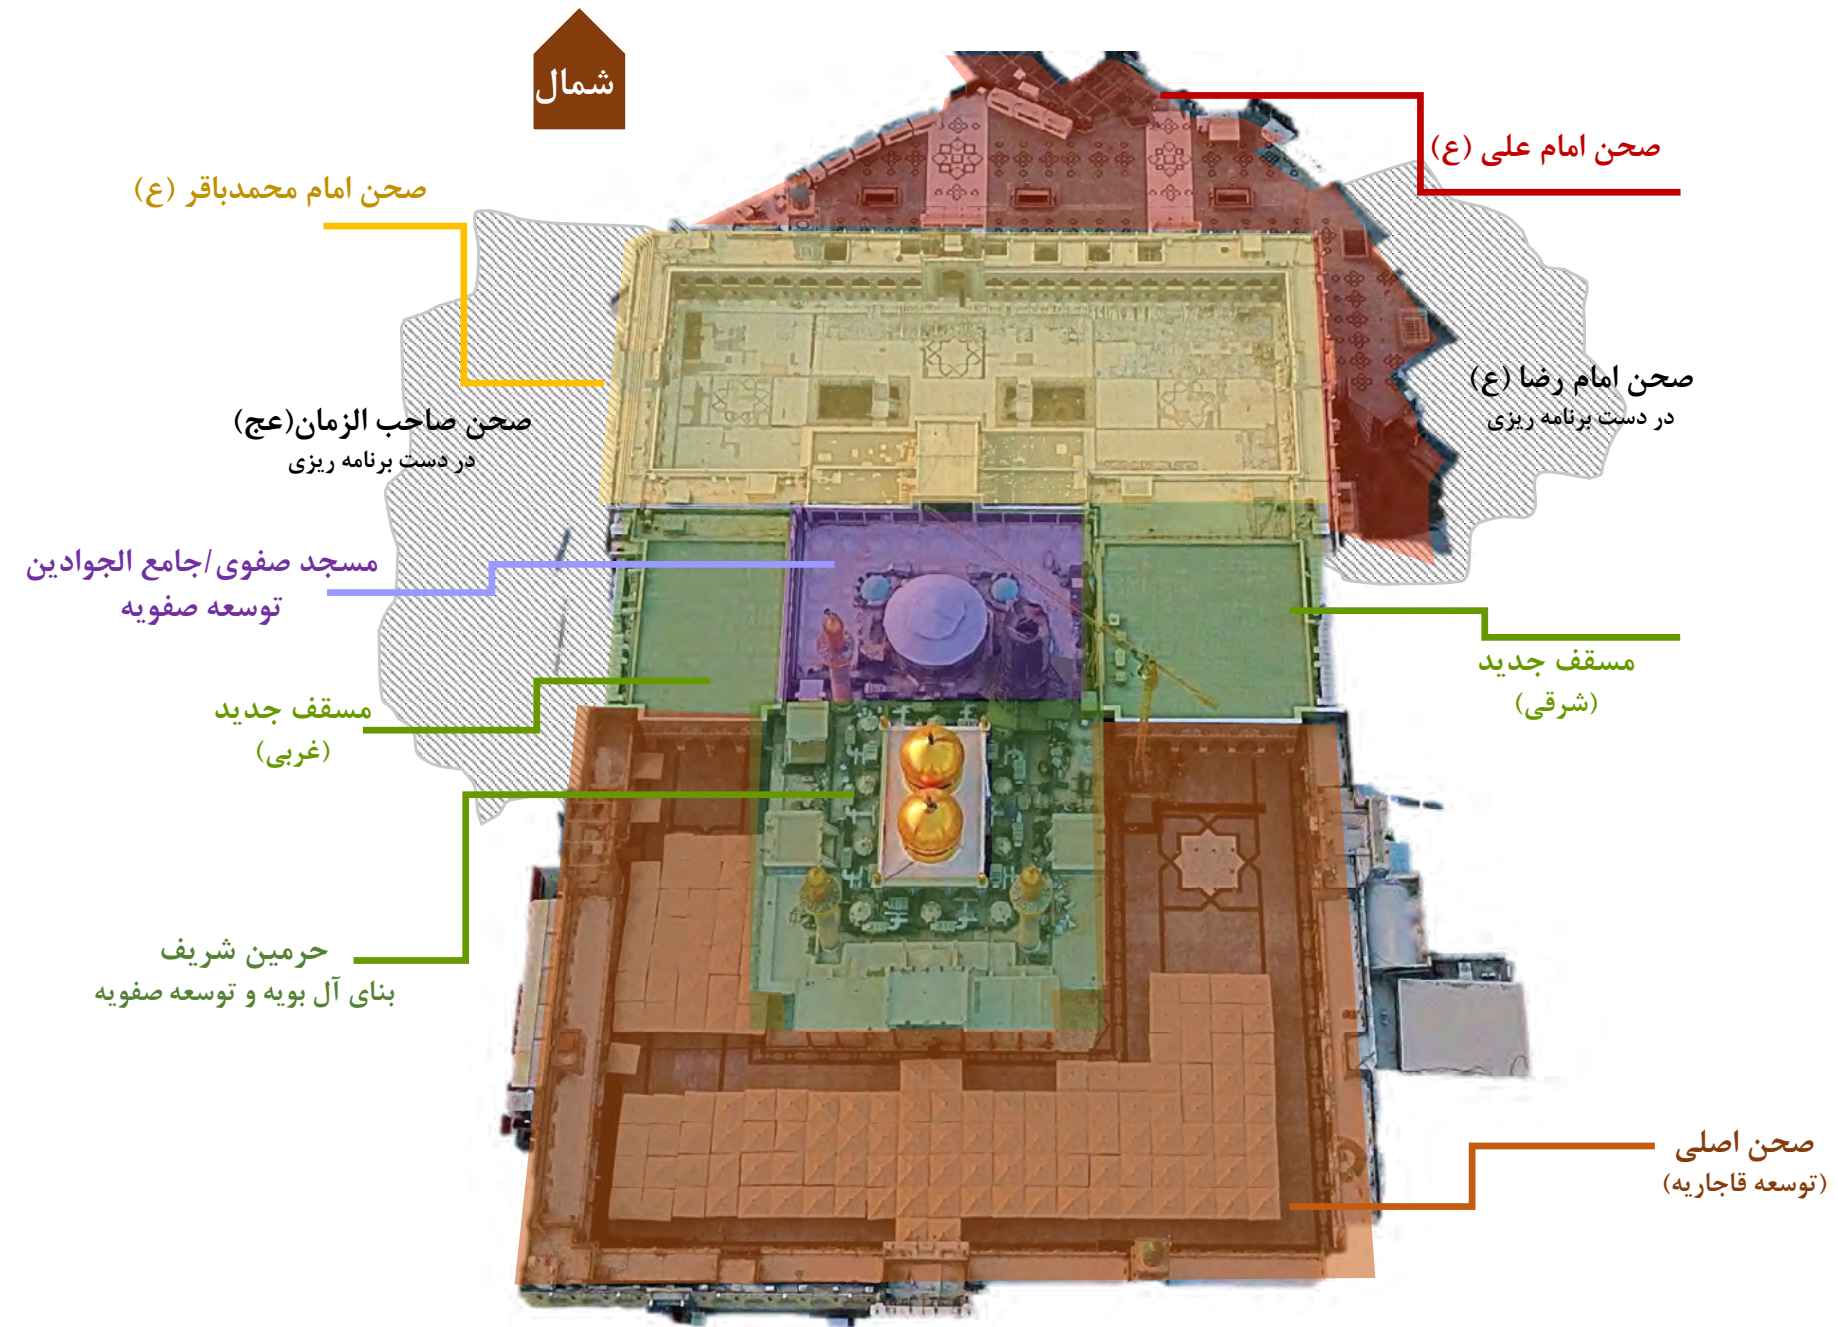 شمال
صحن امام علی (ع)
صحن امام محمدباقر (ع)
صحن امام رضا (ع)
در دست برنامه ریزی
صحن صاحب الزمان(عج)
در دست برنامه ریزی
مسجد صفوی/جامع الجوادین
توسعه صفویه
مسقف جدید
(شرقی)
مسقف جدید
(غربی)
حرمین شریف
بنای آل بویه و توسعه صفویه
صحن اصلی
(توسعه قاجاریه)